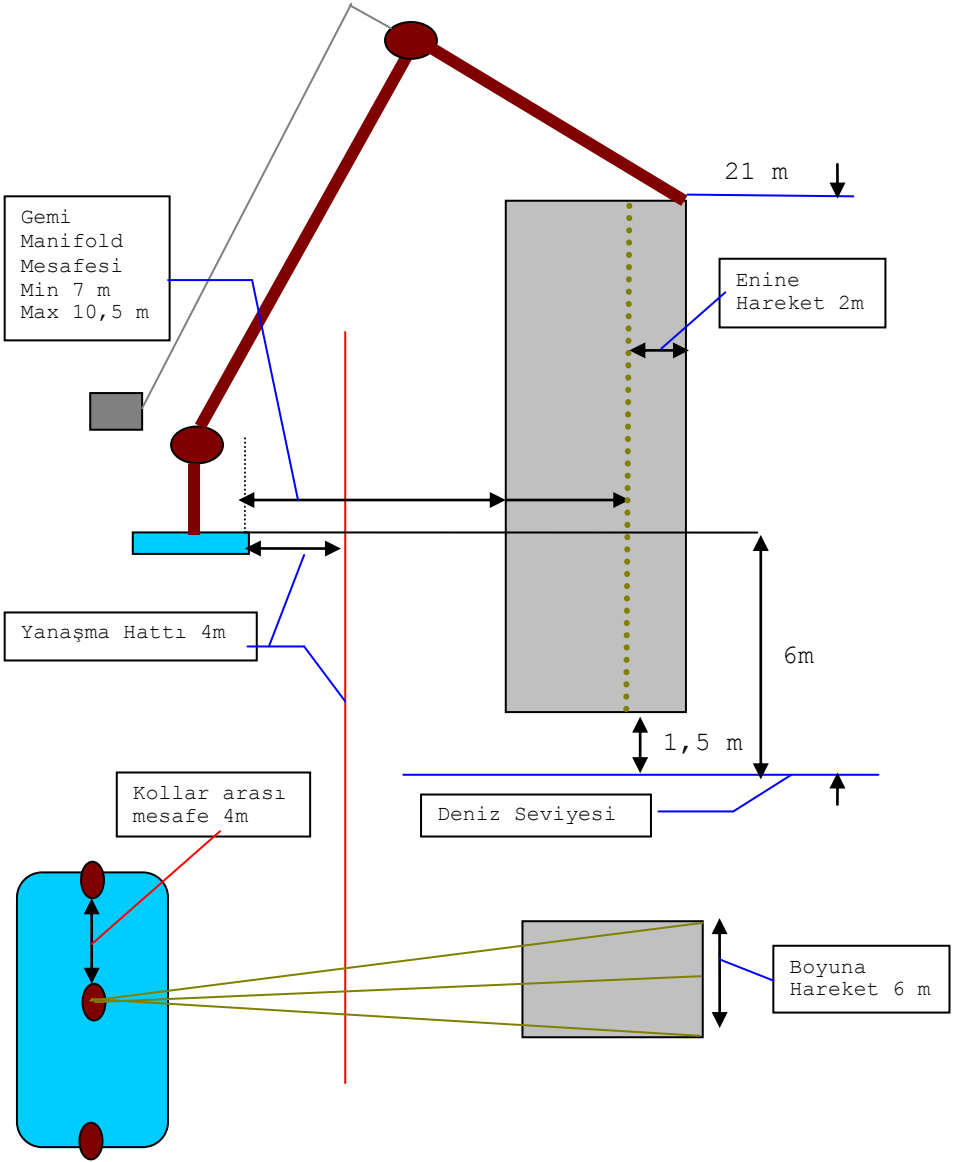 21 m
Gemi
Manifold
Mesafesi
Min 7 m
Max 10,5 m
Enine
Hareket 2m
Yanaşma Hattı 4m
6m
1,5 m
Kollar arası
mesafe 4m
Deniz Seviyesi
Boyuna
Hareket 6 m